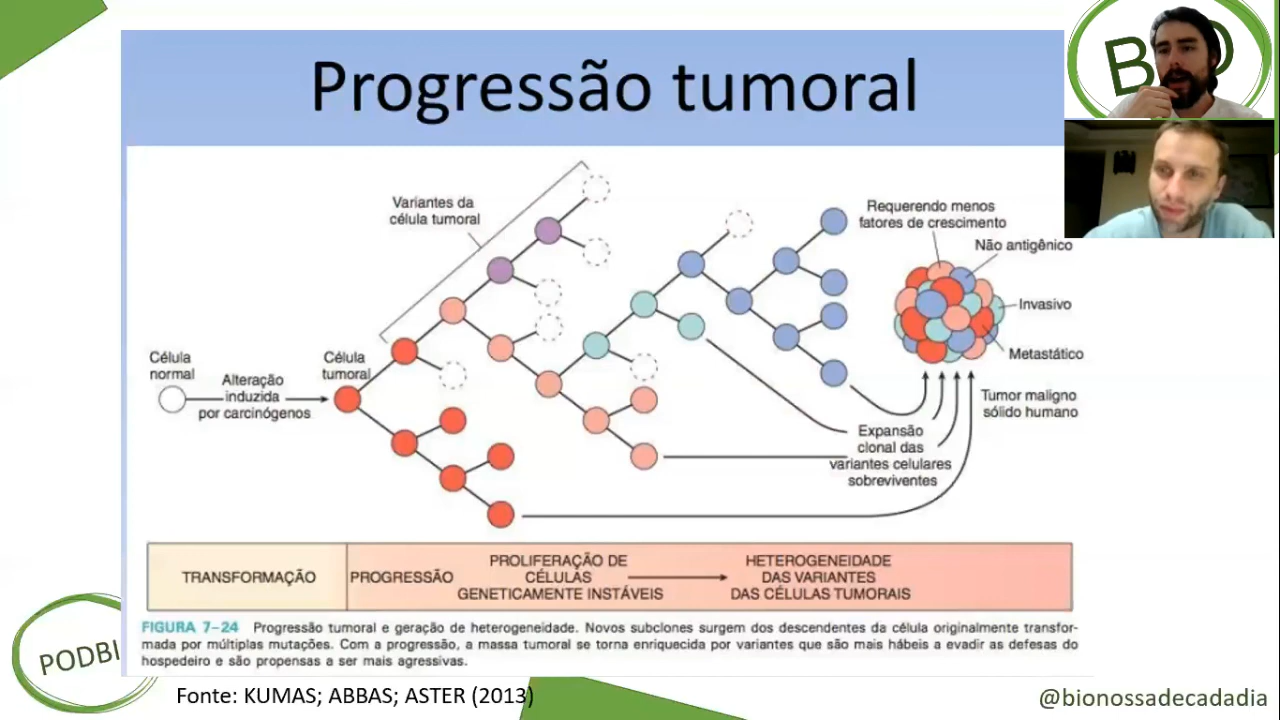 Progressão tumoral
Variantes da
célula tumoral
Requerendo menos
fatores de crescimento
Não antigênico
Invasivo
Metastático
Célula
normal
Alteração
induzida
por carcinógenos
Célula
tumoral
Tumor maligno
sólido humano
Expansão
clonal das
variantes celulares
sobreviventes
TRANSFORMAÇÃO
PROGRESSÃO
PROLIFERAÇÃO DE
CÉLULAS
GENETICAMENTE INSTÁVEIS
HETEROGENEIDADE
DAS VARIANTES
DAS CÉLULAS TUMORAIS
FIGURA 7–24 Progressão tumoral e geração de heterogeneidade. Novos subclones surgem dos descendentes da célula originalmente transfor-
mada por múltiplas mutações. Com a progressão, a massa tumoral se torna enriquecida por variantes que são mais hábeis a evadir as defesas do
hospedeiro e são propensas a ser mais agressivas.
PODBI
Fonte: KUMAS; ABBAS; ASTER (2013)
@bionossadecadadia